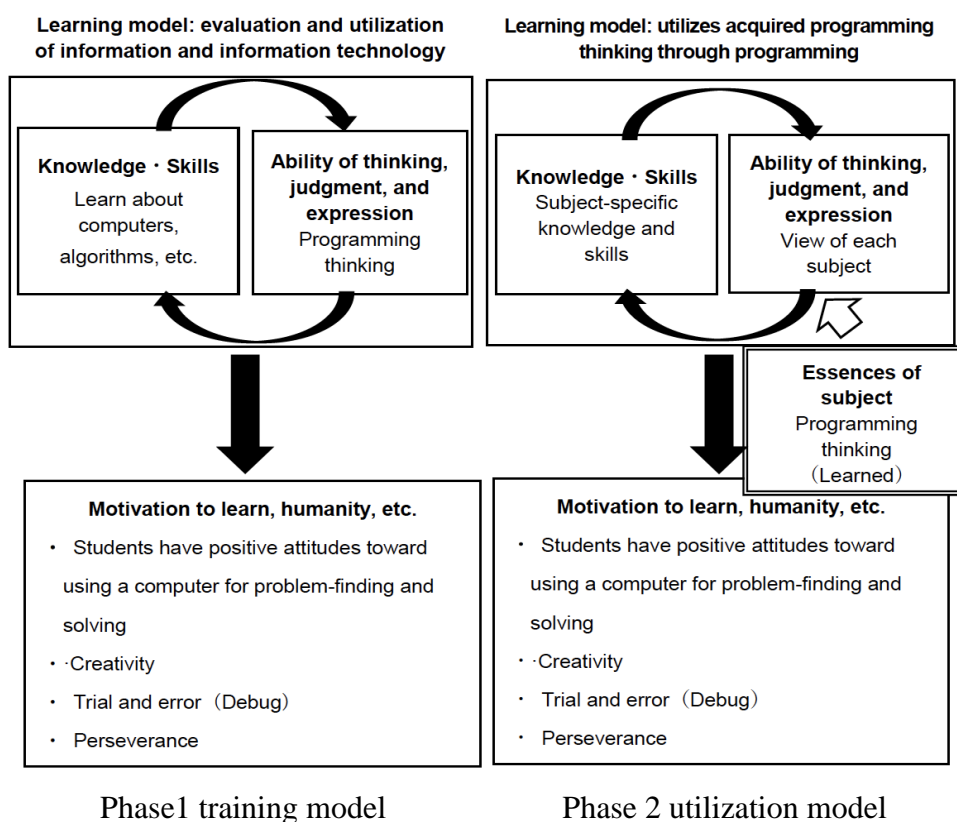 Learning model: evaluation and utilization
of information and information technology
Knowledge・Skills
Learn about
computers,
algorithms, etc.
Ability of thinking,
judgment, and
expression
Programming
thinking
Motivation to learn, humanity, etc.
・ Students have positive attitudes toward
using a computer for problem-finding and
solving
・·Creativity
・ Trial and error（Debug）
・ Perseverance
Phase1 training model
Learning model: utilizes acquired programming
thinking through programming
Knowledge・Skills
Subject-specific
knowledge and
skills
Ability of thinking,
judgment, and
expression
View of each
subject
Essences of
subject
Programming
thinking
（Learned）
Motivation to learn, humanity, etc.
・ Students have positive attitudes toward
using a computer for problem-finding and
solving
・·Creativity
・ Trial and error（Debug）
・ Perseverance
Phase 2 utilization model